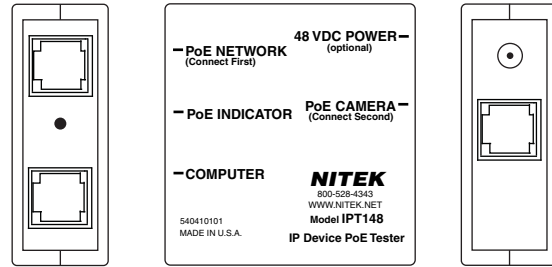 PoE NETWORK
(Connect First)
48 VDC POWER
(optional)
PoE INDICATOR
PoE CAMERA
(Connect Second)
COMPUTER
NITEK
800-528-4343
WWW.NITEK.NET
Model IPT148
540410101
MADE IN U.S.A.
IP Device PoE Tester